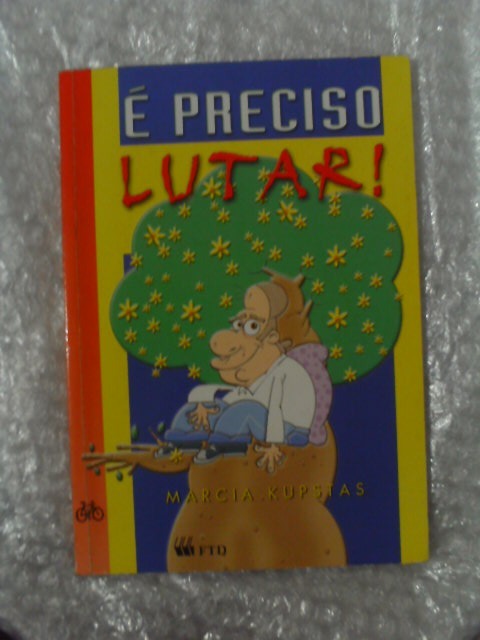 É PRECISO
LUTAR!
MARCIA KUPSTAS
FTD